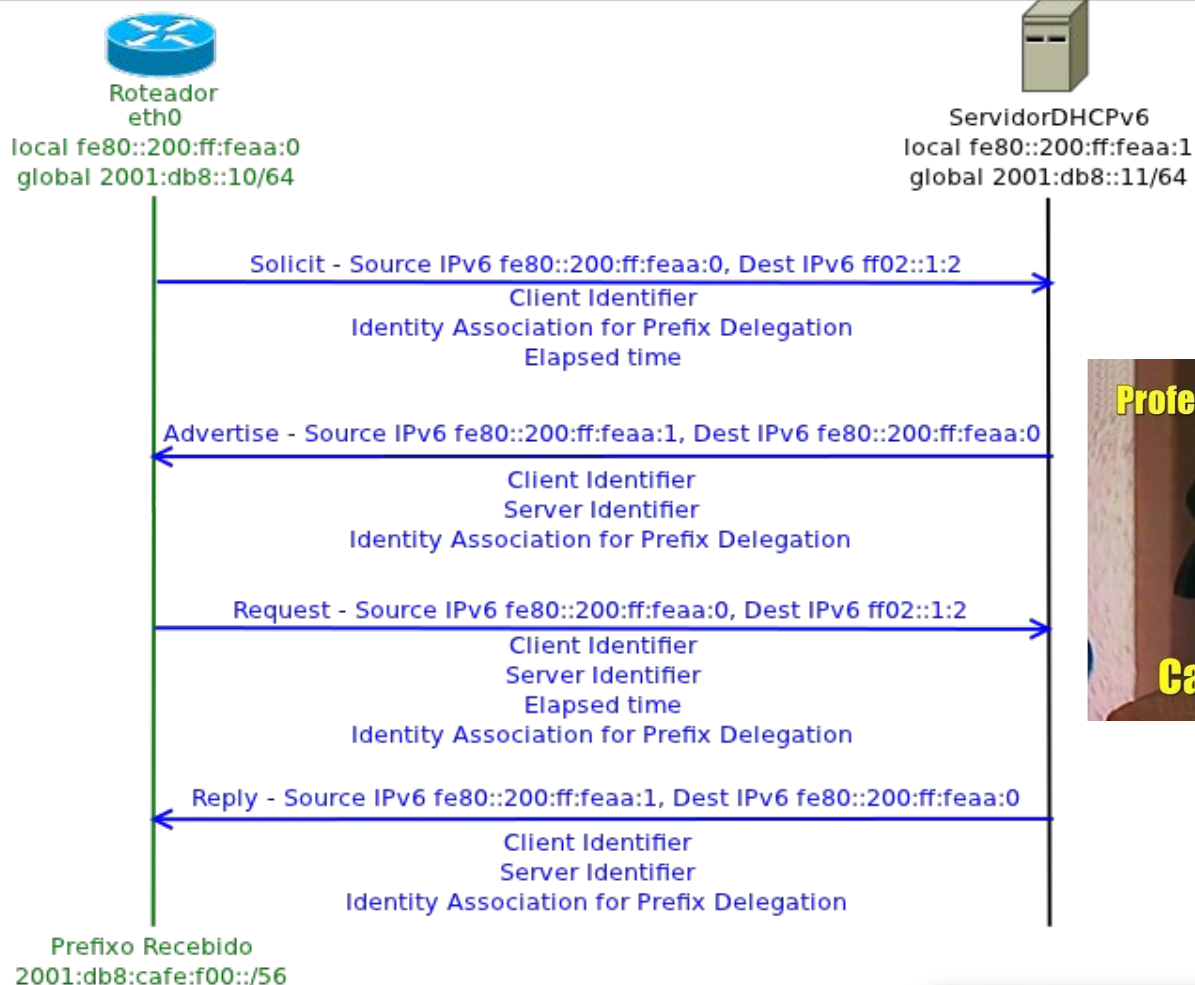 Roteador
eth0
local fe80::200:ff:feaa:0
global 2001:db8::10/64
ServidorDHCPv6
local fe80::200:ff:feaa:1
global 2001:db8::11/64
Solicit - Source IPv6 fe80::200:ff:feaa:0, Dest IPv6 ff02::1:2
Client Identifier
Identity Association for Prefix Delegation
Elapsed time
Advertise - Source IPv6 fe80::200:ff:feaa:1, Dest IPv6 fe80::200:ff:feaa:0
Client Identifier
Server Identifier
Identity Association for Prefix Delegation
Request - Source IPv6 fe80::200:ff:feaa:0, Dest IPv6 ff02::1:2
Client Identifier
Server Identifier
Elapsed time
Identity Association for Prefix Delegation
Reply - Source IPv6 fe80::200:ff:feaa:1, Dest IPv6 fe80::200:ff:feaa:0
Client Identifier
Server Identifier
Identity Association for Prefix Delegation
Prefixo Recebido
2001:db8:cafe:f00::/56